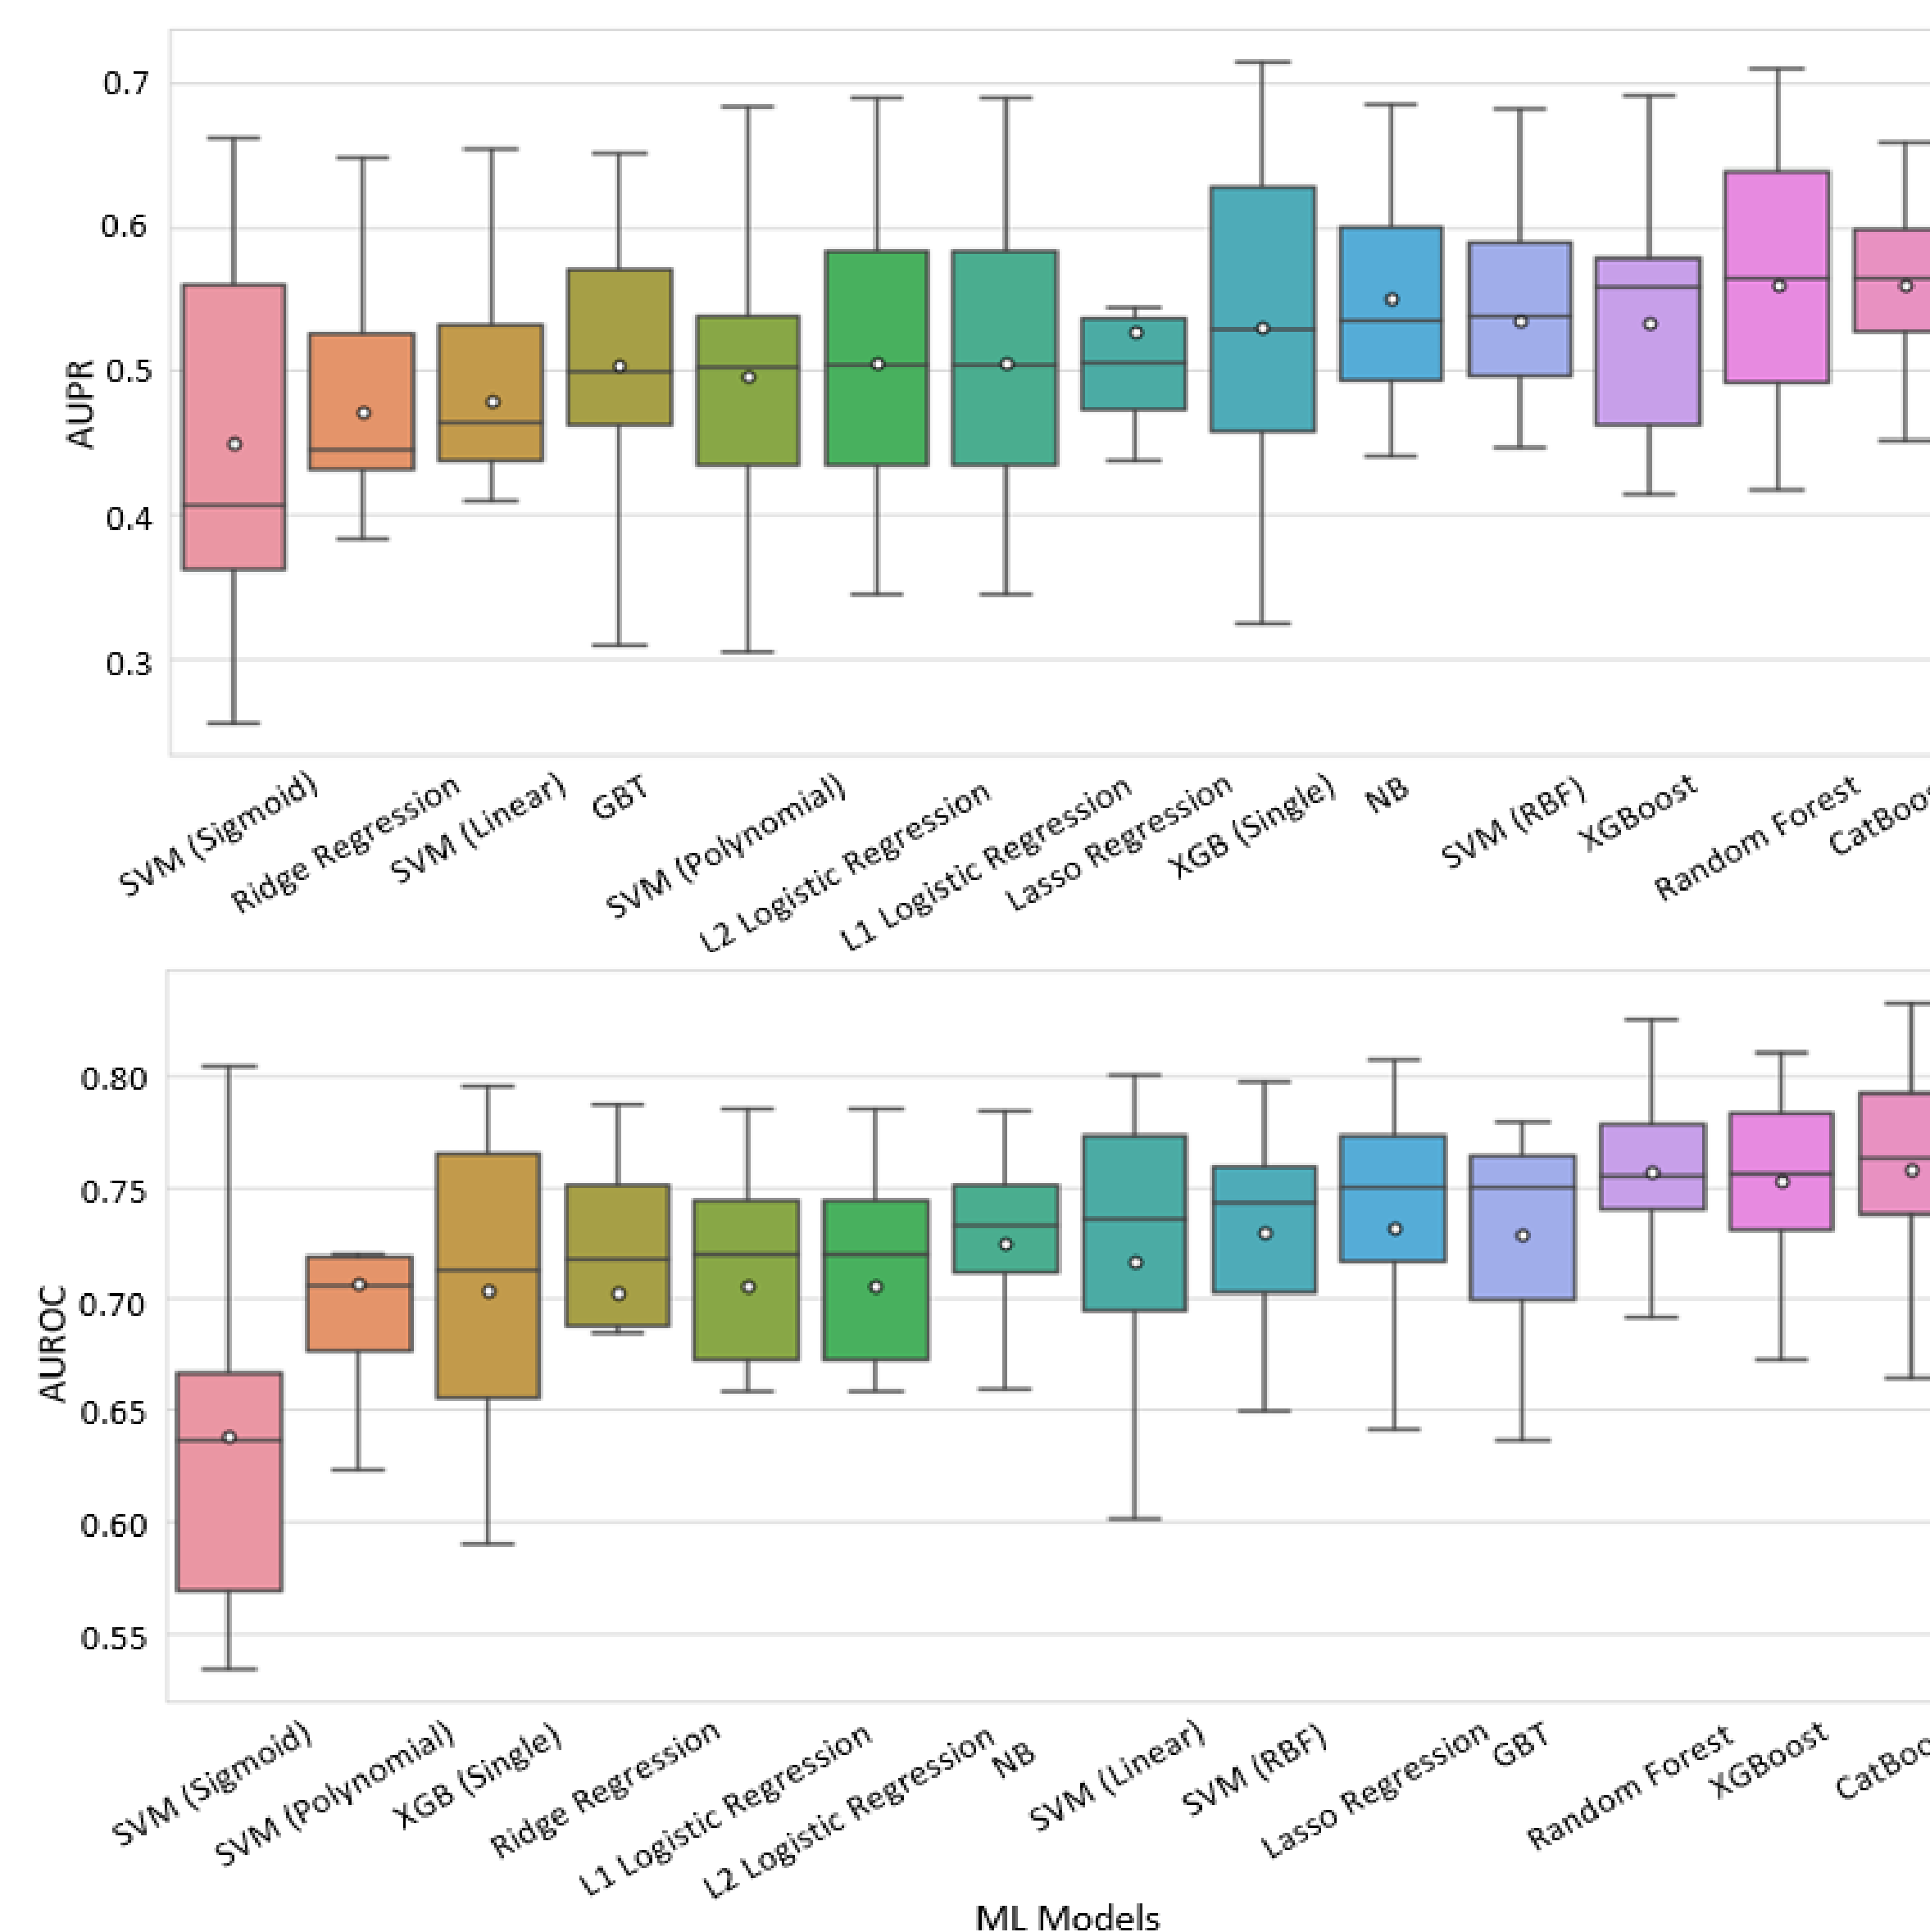 0.7
0.6
0.5
0.4
0.3
AUPR
SVM (Sigmoid)
Ridge Regression
SVM (Linear)
GBT
SVM (Polynomial)
L2 Logistic Regression
L1 Logistic Regression
Lasso Regression
XGB (Single)
NB
SVM (RBF)
XGBoost
Random Forest
CatBoos
0.80
0.75
0.70
0.65
0.60
0.55
AUROC
SVM (Sigmoid)
SVM (Polynomial)
XGB (Single)
Ridge Regression
L1 Logistic Regression
L2 Logistic Regression
NB
SVM (Linear)
SVM (RBF)
Lasso Regression
GBT
Random Forest
XGBoost
CatBoo
ML Models